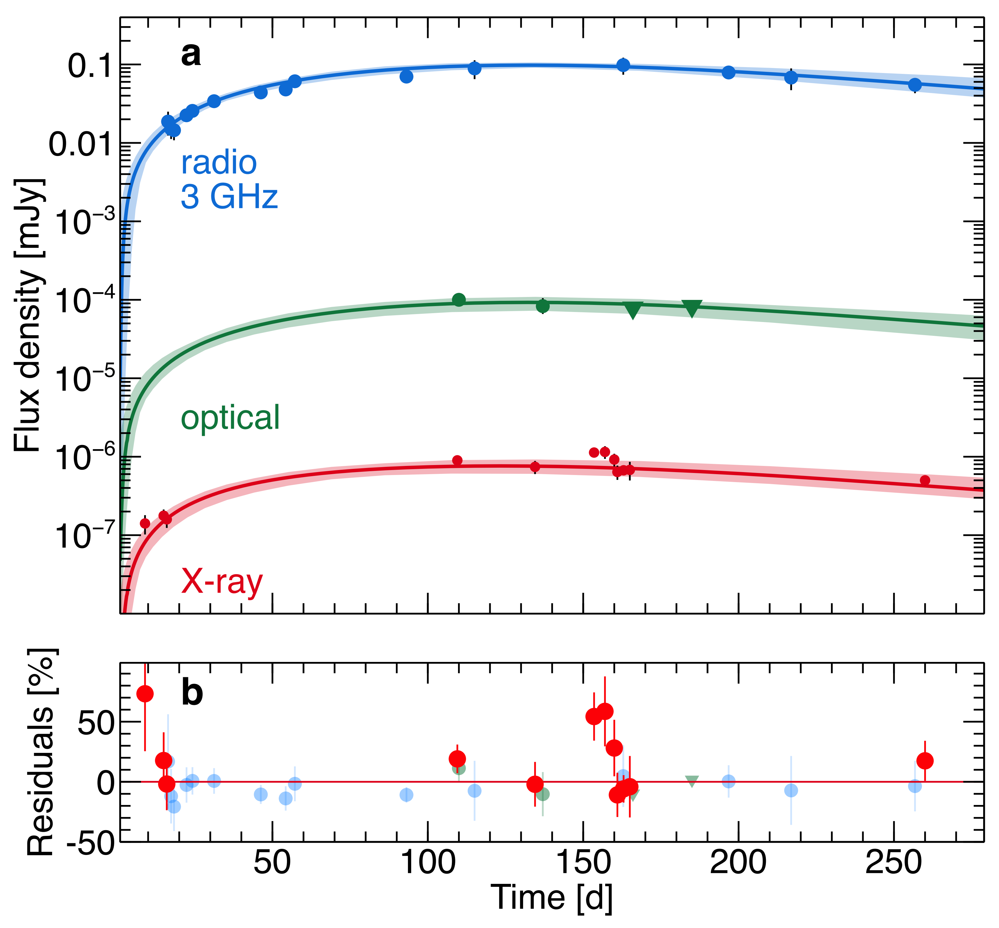 a
0.1
0.01
10⁻³
10⁻⁴
10⁻⁵
10⁻⁶
10⁻⁷
Flux density [mJy]
radio
3 GHz
optical
X-ray
b
50
0
-50
Residuals [%]
50 100 150 200 250
Time [d]